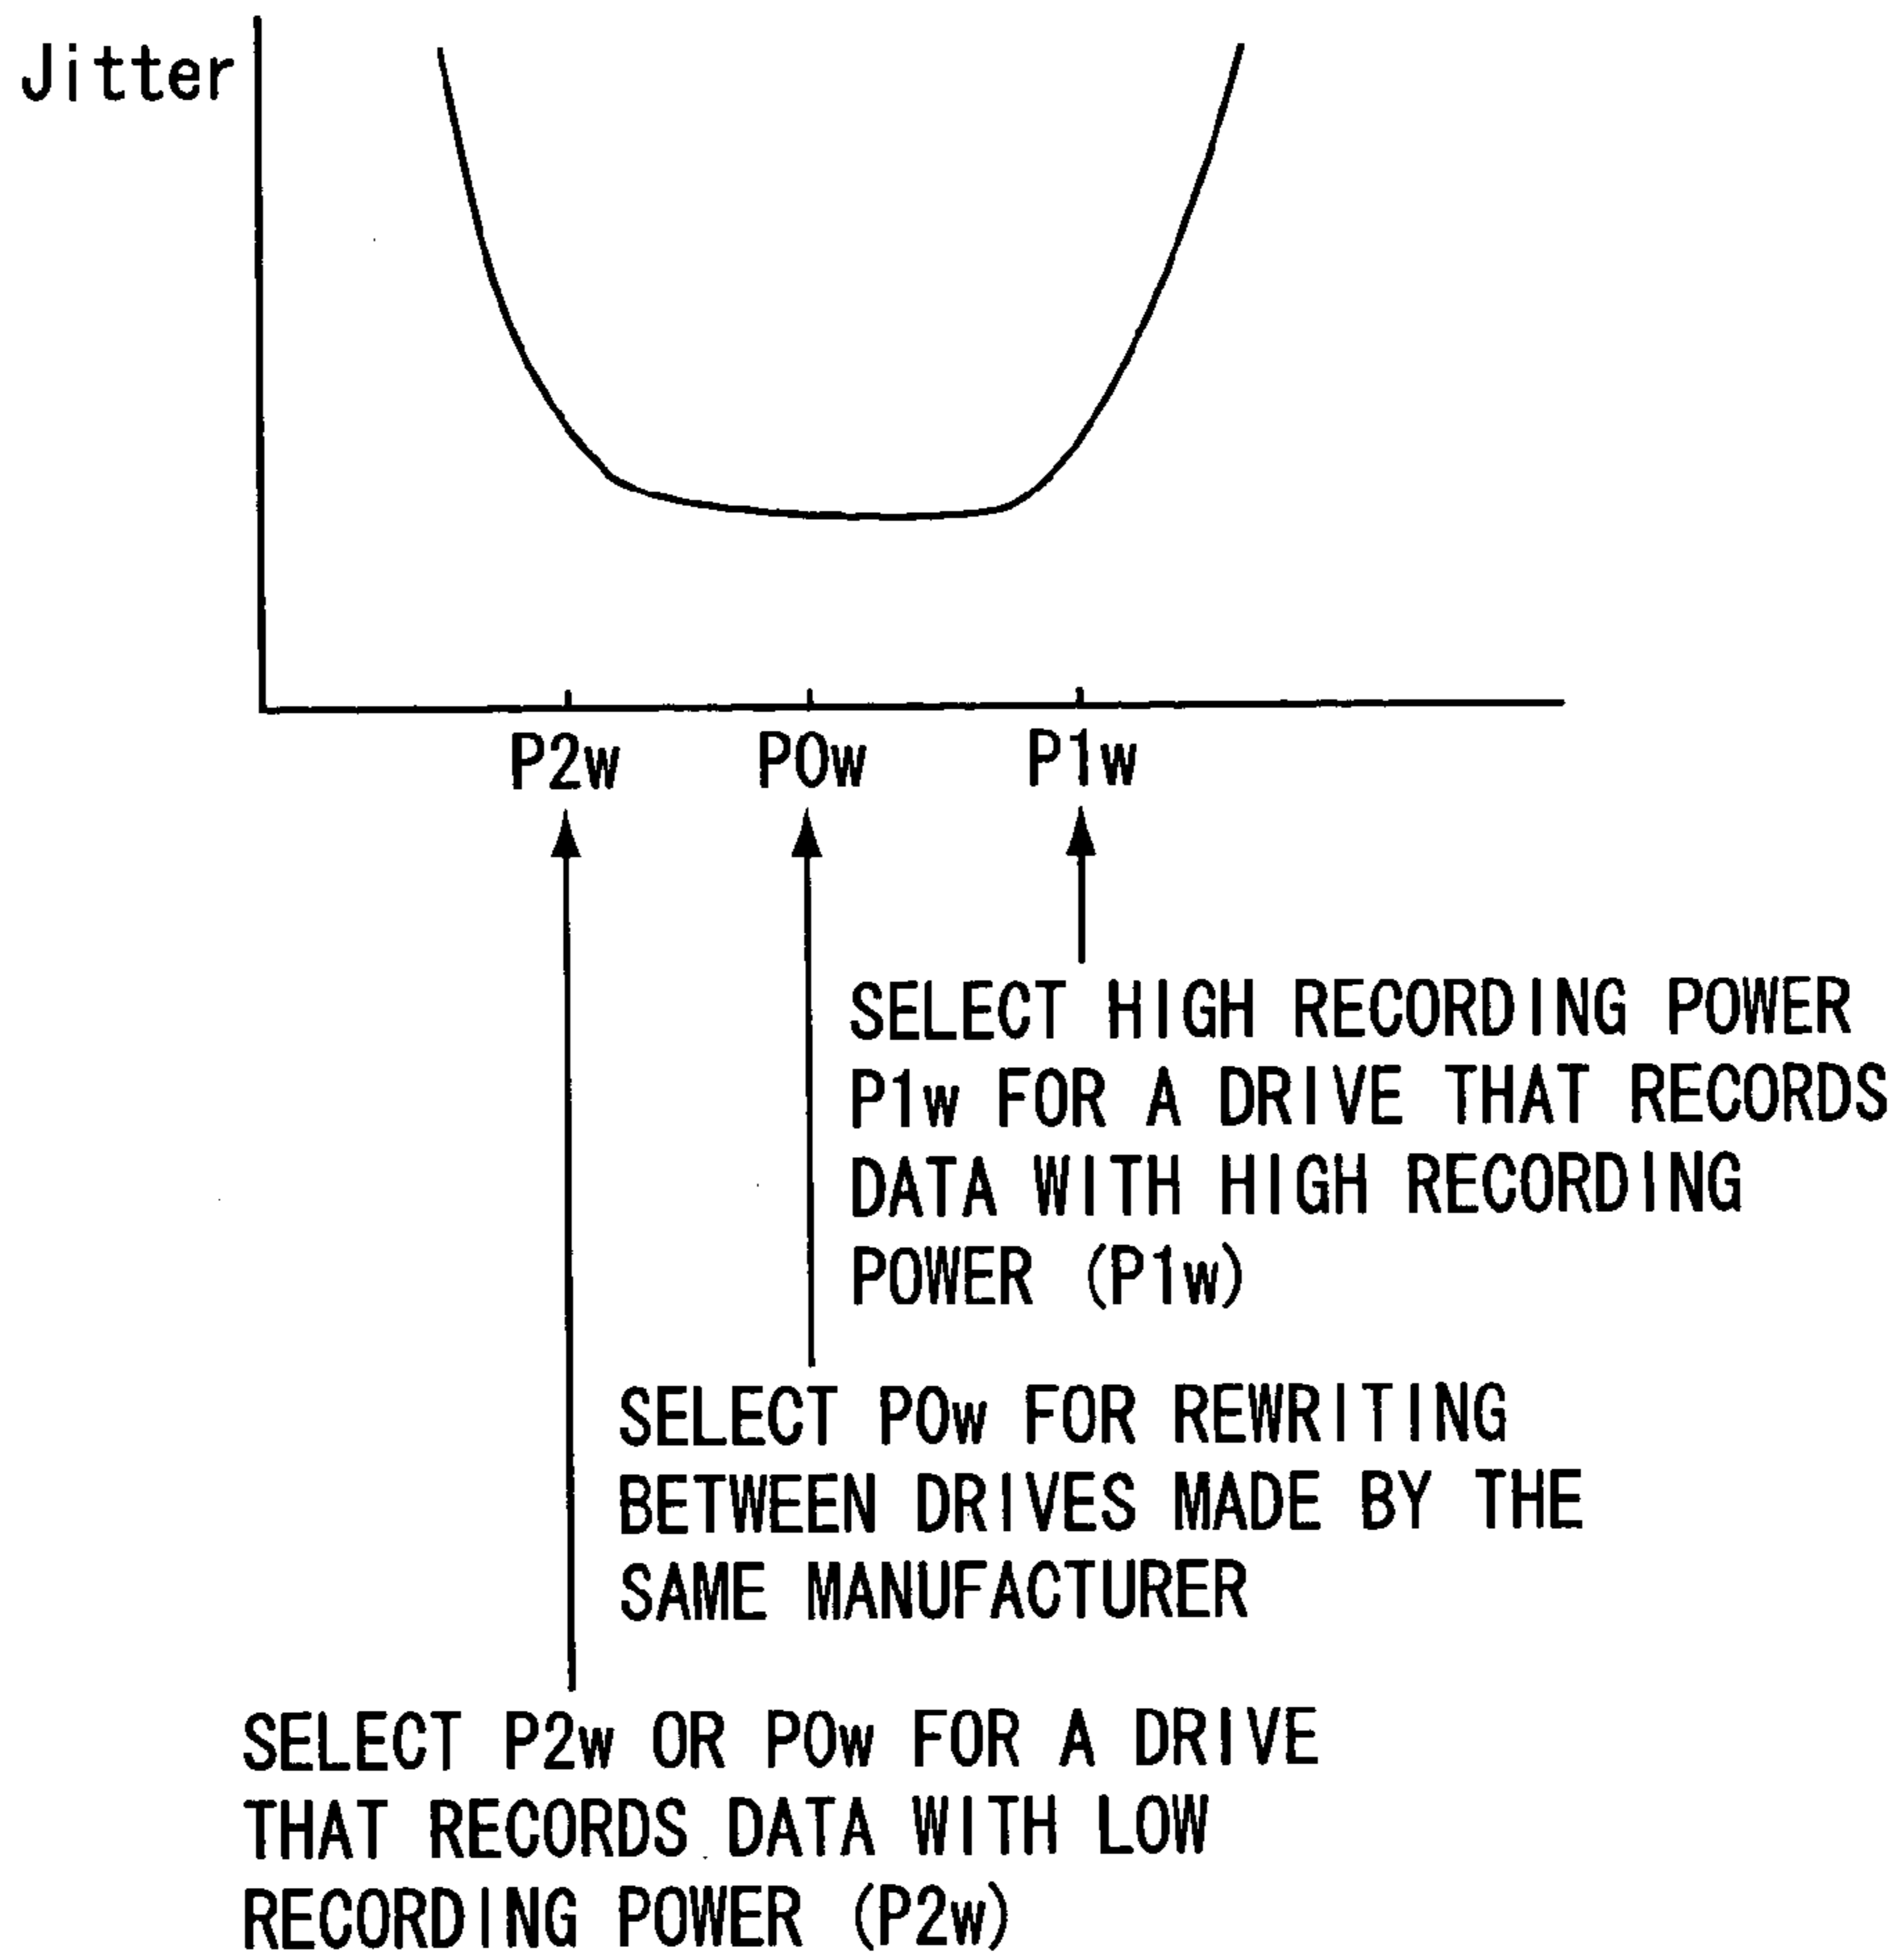 Jitter
P2w P0w P1w
SELECT HIGH RECORDING POWER
P1w FOR A DRIVE THAT RECORDS
DATA WITH HIGH RECORDING
POWER (P1w)
SELECT P0w FOR REWRITING
BETWEEN DRIVES MADE BY THE
SAME MANUFACTURER
SELECT P2w OR P0w FOR A DRIVE
THAT RECORDS DATA WITH LOW
RECORDING POWER (P2w)